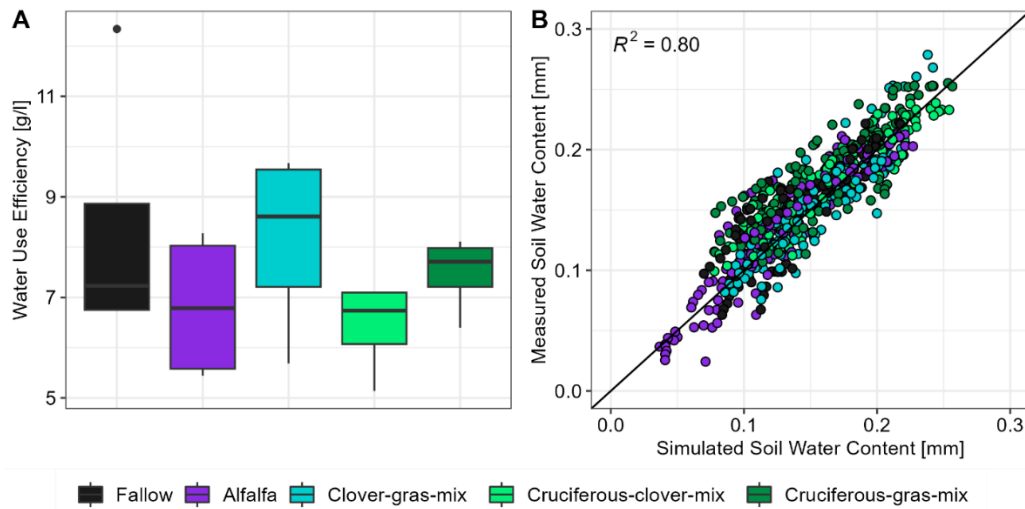 A
Water Use Efficiency [g/l]
11
9
7
5
B
R² = 0.80
Measured Soil Water Content [mm]
0.3
0.2
0.1
0.0
0.0 0.1 0.2 0.3
Simulated Soil Water Content [mm]
Fallow Alfalfa Clover-gras-mix Cruciferous-clover-mix Cruciferous-gras-mix